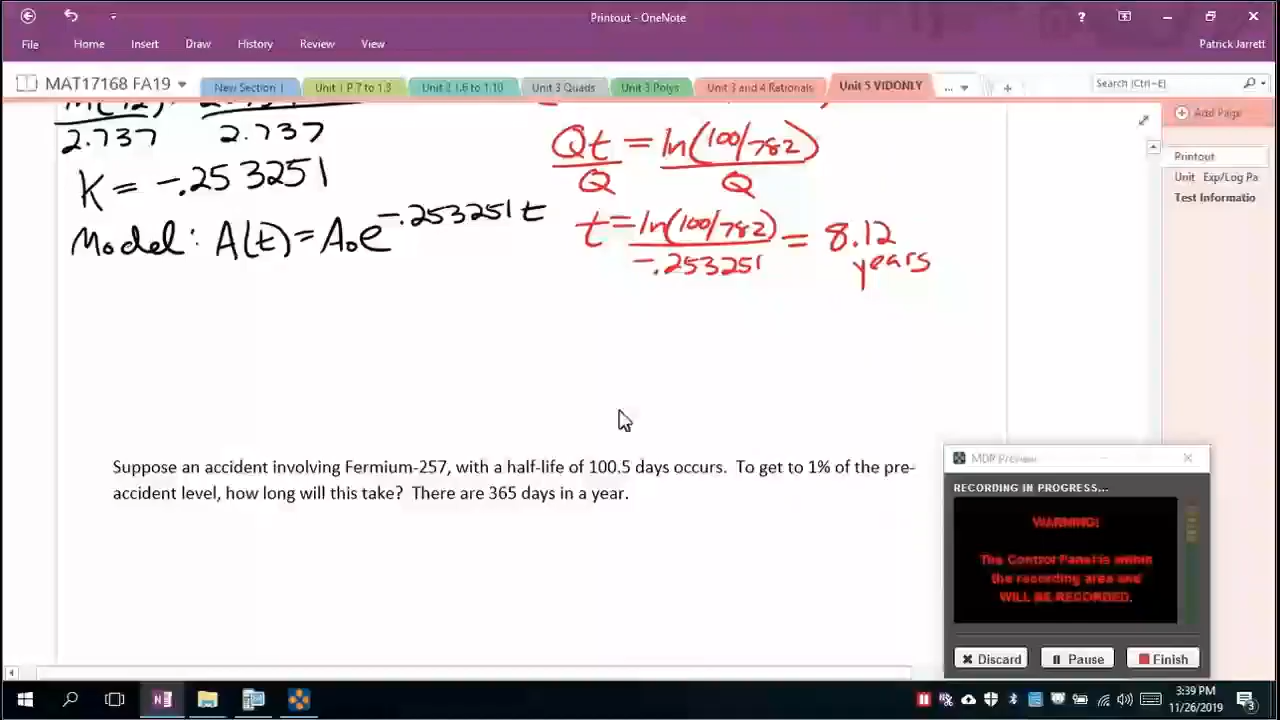 Printout - OneNote
?
File Home Insert Draw History Review View
Patrick Jarrett
MAT17168 FA19
New Section 1
Unit 1 P.7 to 1.3
Unit 2 1.6 to 1.10
Unit 3 Quads
Unit 3 Polys
Unit 3 and 4 Rationals
Unit 5 VIDONLY
...
Search (Ctrl+E)
Add Page
Printout
Unit Exp/Log Pa
Test Informatio
2.737 2.737
K = -.253251
Model: A(t) = A₀e^-.253251t
Qt = ln(100/782)
Q Q
t = ln(100/782) = 8.12
-.253251 years
Suppose an accident involving Fermium-257, with a half-life of 100.5 days occurs. To get to 1% of the pre-
accident level, how long will this take? There are 365 days in a year.
MDR Preview
RECORDING IN PROGRESS...
WARNING!
The Control Panel is within
the recording area and
WILL BE RECORDED.
Discard Pause Finish
3:39 PM
11/26/2019
3